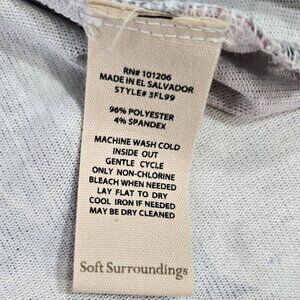 RN# 101206
MADE IN EL SALVADOR
STYLE# 3FL99
96% POLYESTER
4% SPANDEX
MACHINE WASH COLD
INSIDE OUT
GENTLE CYCLE
ONLY NON-CHLORINE
BLEACH WHEN NEEDED
LAY FLAT TO DRY
COOL IRON IF NEEDED
MAY BE DRY CLEANED
Soft Surroundings